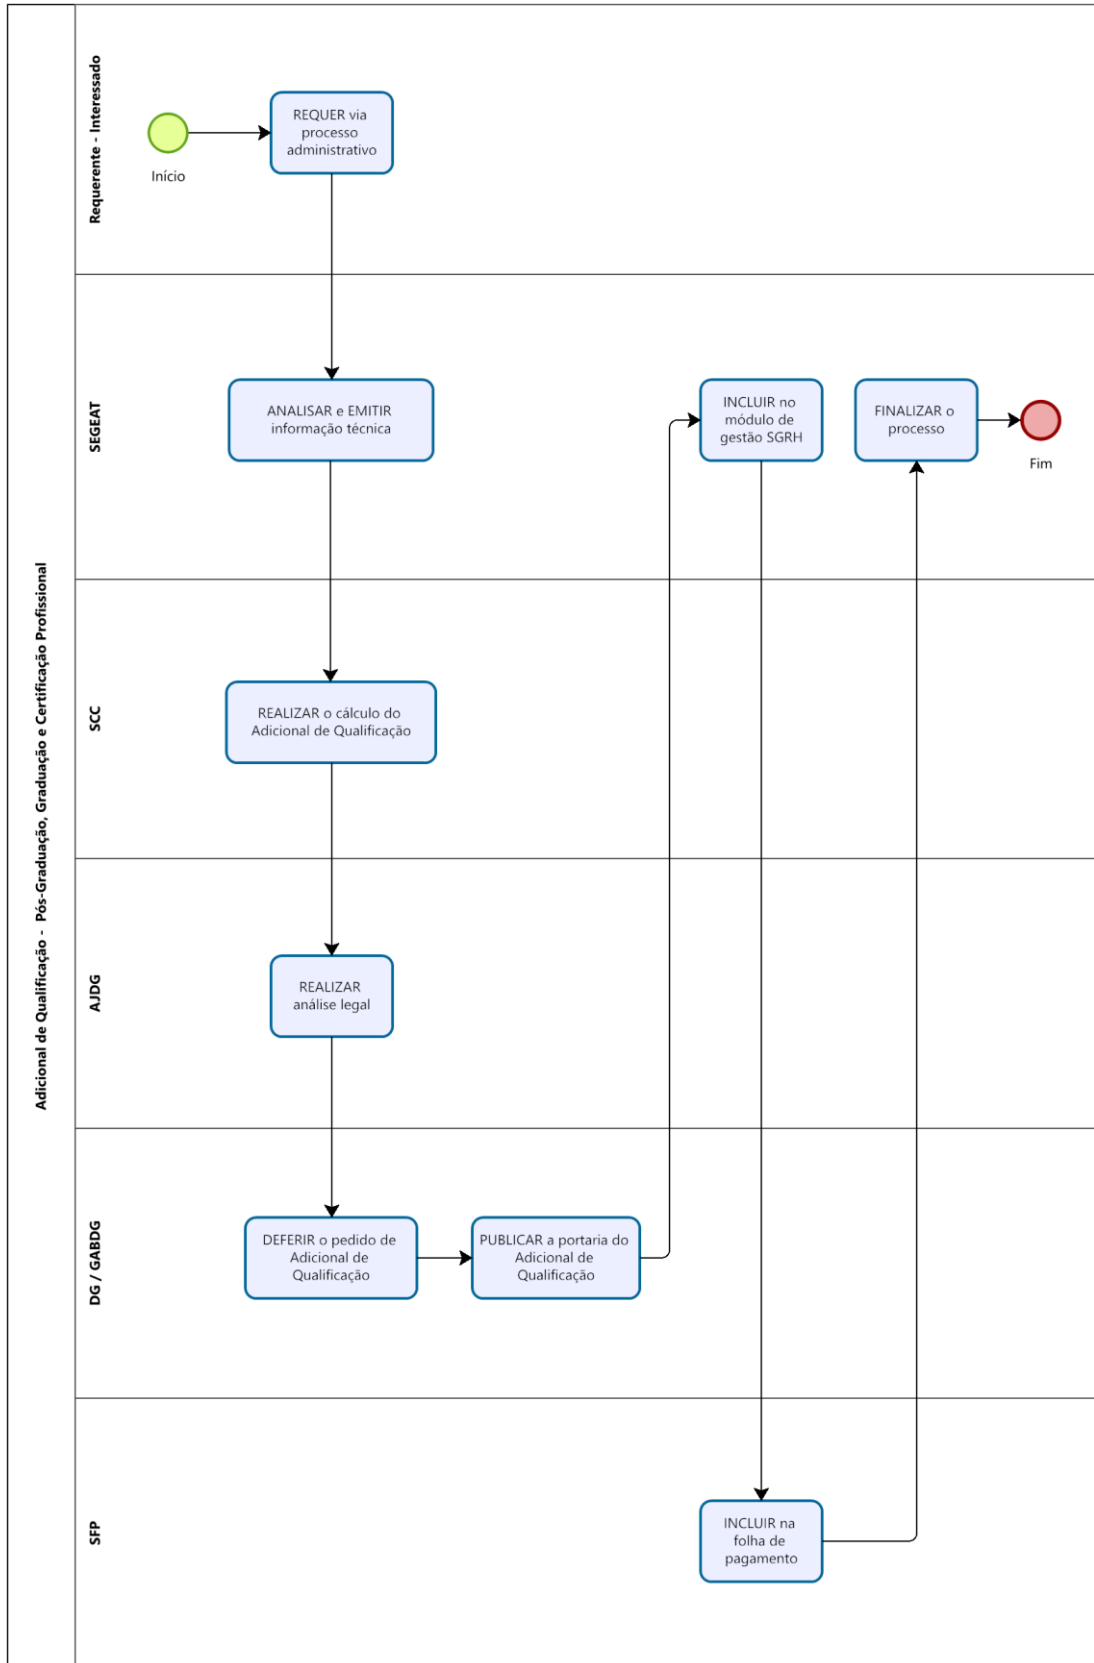 Adicional de Qualificação - Pós-Graduação, Graduação e Certificação Profissional
Requerente - Interessado
Início
REQUER via
processo
administrativo
SEGEAT
ANALISAR e EMITIR
informação técnica
INCLUIR no
módulo de
gestão SGRH
FINALIZAR o
processo
Fim
SCC
REALIZAR o cálculo do
Adicional de Qualificação
AJDG
REALIZAR
análise legal
DG / GABDG
DEFERIR o pedido de
Adicional de
Qualificação
PUBLICAR a portaria do
Adicional de
Qualificação
SFP
INCLUIR na
folha de
pagamento